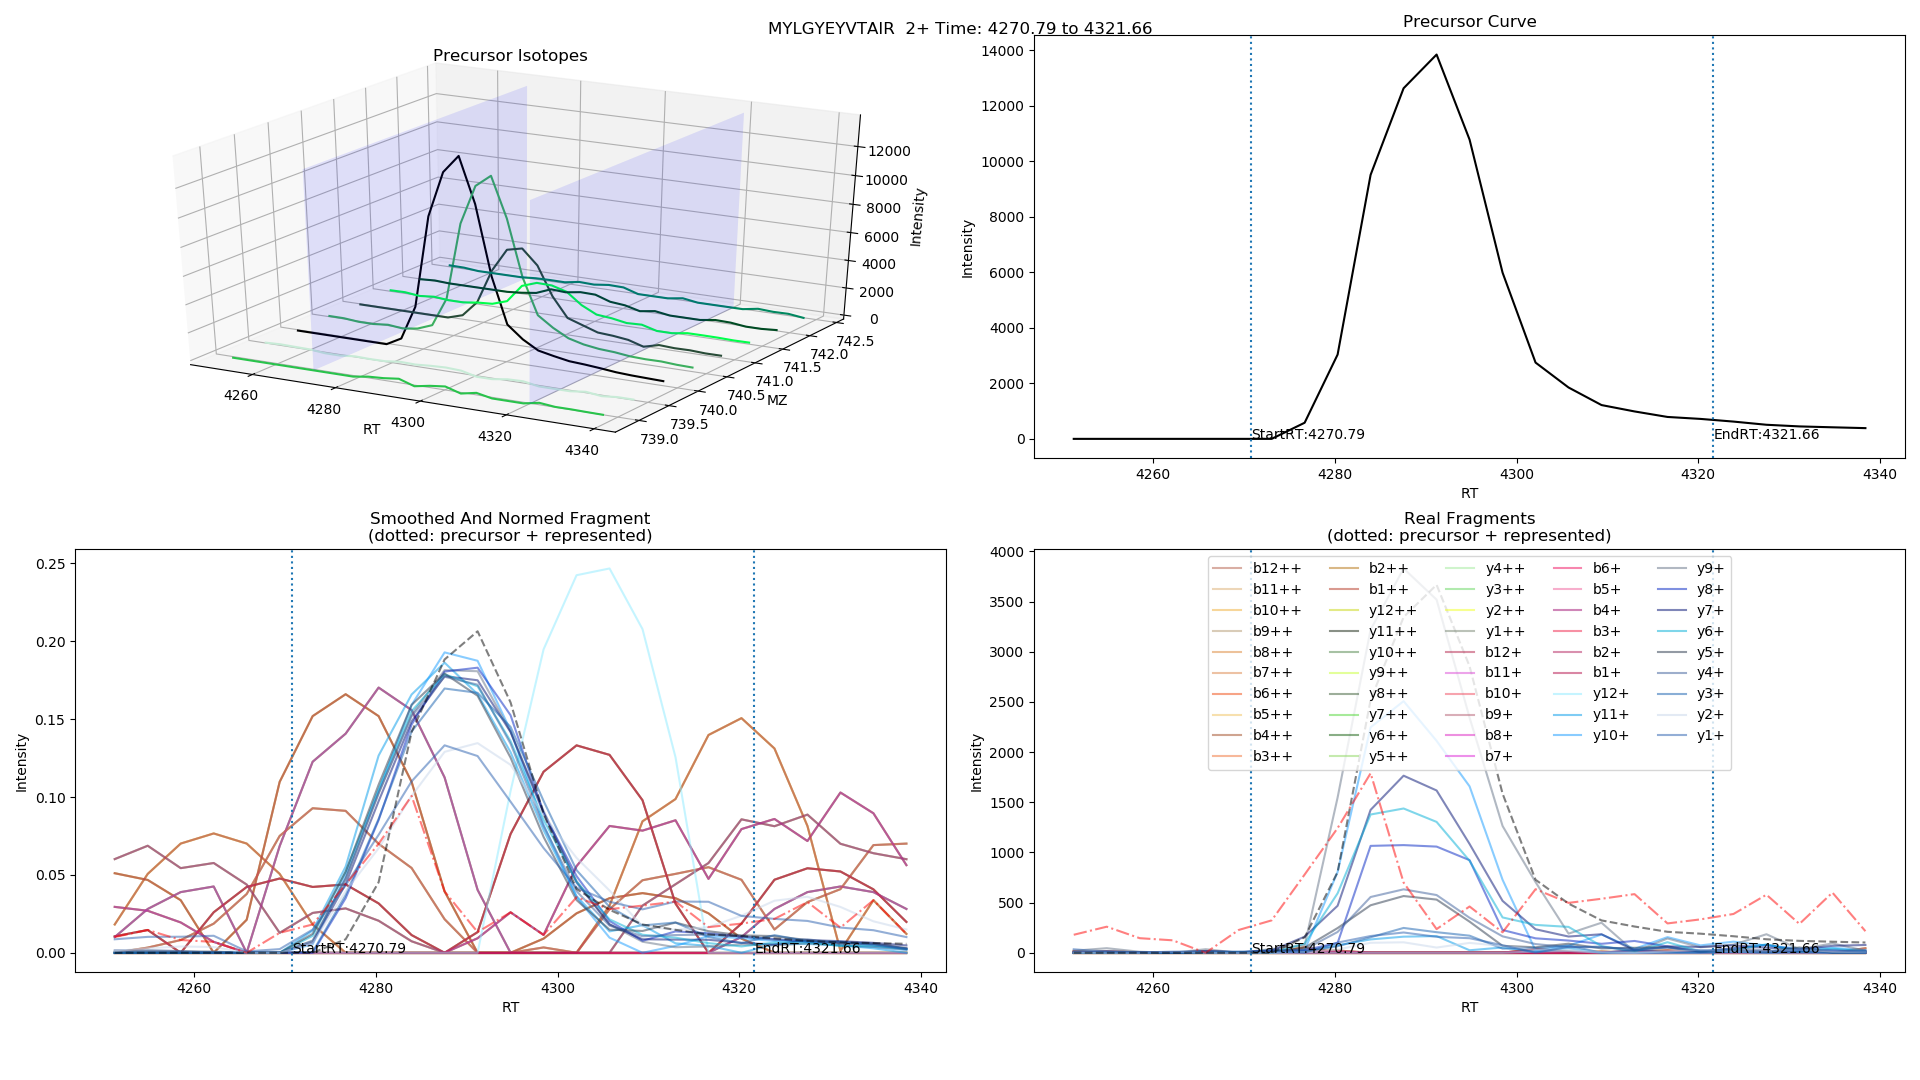 MYLGYEYVTAIR  2+ Time: 4270.79 to 4321.66
Precursor Isotopes
12000
10000
8000
6000
4000
2000
0
Intensity
4260
4280
4300
4320
4340
RT
739.0
739.5
740.0
740.5
741.0
741.5
742.0
742.5
MZ
Precursor Curve
14000
12000
10000
8000
6000
4000
2000
0
Intensity
StartRT:4270.79
EndRT:4321.66
4260
4280
4300
4320
4340
RT
Smoothed And Normed Fragment
(dotted: precursor + represented)
0.25
0.20
0.15
0.10
0.05
0.00
Intensity
StartRT:4270.79
EndRT:4321.66
4260
4280
4300
4320
4340
RT
Real Fragments
(dotted: precursor + represented)
4000
3500
3000
2500
2000
1500
1000
500
0
Intensity
b12++
b11++
b10++
b9++
b8++
b7++
b6++
b5++
b4++
b3++
b2++
b1++
y12++
y11++
y10++
y9++
y8++
y7++
y6++
y5++
y4++
y3++
y2++
y1++
b12+
b11+
b10+
b9+
b8+
b7+
b6+
b5+
b4+
b3+
b2+
b1+
y12+
y11+
y10+
y9+
y8+
y7+
y6+
y5+
y4+
y3+
y2+
y1+
StartRT:4270.79
EndRT:4321.66
4260
4280
4300
4320
4340
RT